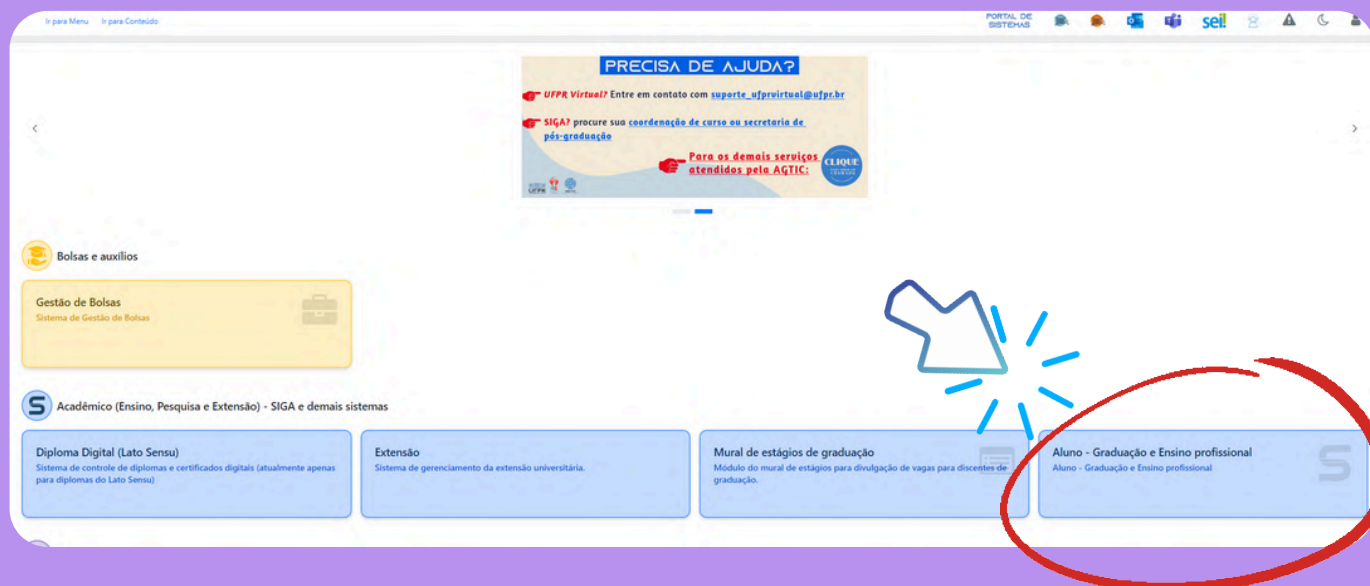 Ir para Menu Ir para Conteúdo
PORTAL DE
SISTEMAS
sei!
PRECISA DE AJUDA?
UFPR Virtual? Entre em contato com suporte_ufprvirtual@ufpr.br
SIGA? procure sua coordenação de curso ou secretaria de
pós-graduação
Para os demais serviços
atendidos pela AGTIC:
CLIQUE
UFPR
Bolsas e auxílios
Gestão de Bolsas
Sistema de Gestão de Bolsas
S Acadêmico (Ensino, Pesquisa e Extensão) - SIGA e demais sistemas
Diploma Digital (Lato Sensu)
Sistema de controle de diplomas e certificados digitais (atualmente apenas
para diplomas do Lato Sensu)
Extensão
Sistema de gerenciamento da extensão universitária.
Mural de estágios de graduação
Módulo do mural de estágios para divulgação de vagas para discentes de
graduação.
Aluno - Graduação e Ensino profissional
Aluno - Graduação e Ensino profissional
S